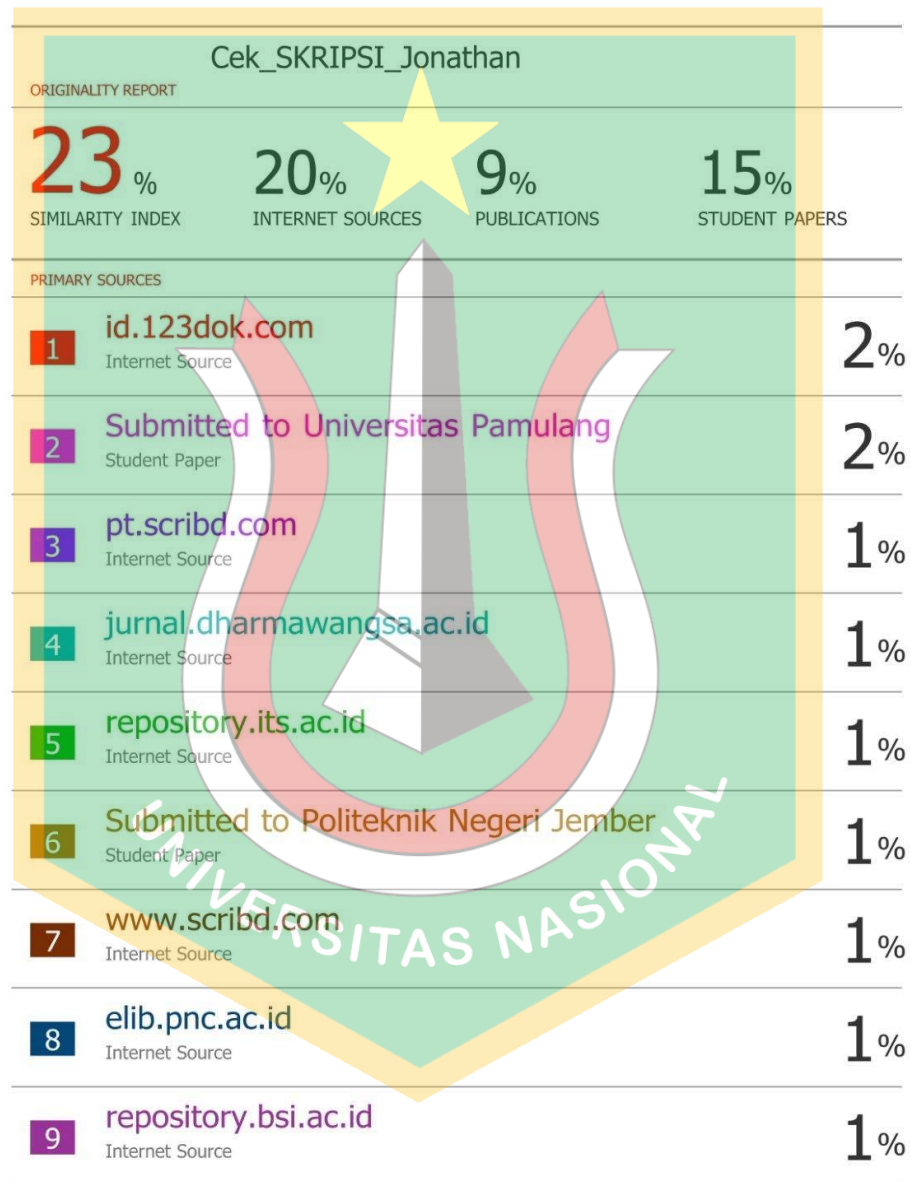 Cek_SKRIPSI_Jonathan
ORIGINALITY REPORT
23%
SIMILARITY INDEX
20%
INTERNET SOURCES
9%
PUBLICATIONS
15%
STUDENT PAPERS
PRIMARY SOURCES
1
id.123dok.com
Internet Source
2%
2
Submitted to Universitas Pamulang
Student Paper
2%
3
pt.scribd.com
Internet Source
1%
4
jurnal.dharmawangsa.ac.id
Internet Source
1%
5
repository.its.ac.id
Internet Source
1%
6
Submitted to Politeknik Negeri Jember
Student Paper
1%
7
www.scribd.com
Internet Source
1%
8
elib.pnc.ac.id
Internet Source
1%
9
repository.bsi.ac.id
Internet Source
1%
UNIVERSITAS NASIONAL